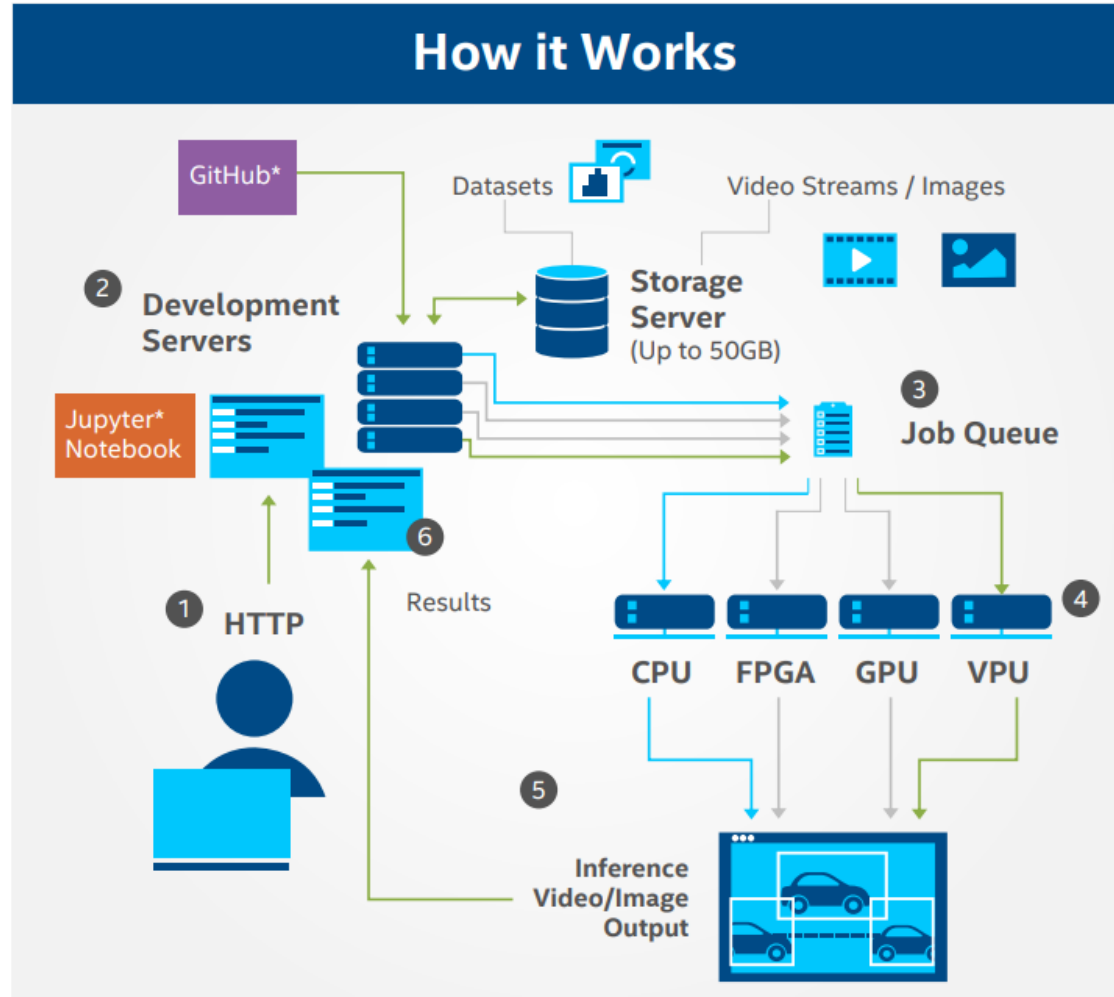 How it Works
GitHub*
Datasets
Video Streams / Images
2
Development
Servers
Storage
Server
(Up to 50GB)
3
Job Queue
Jupyter*
Notebook
6
1
HTTP
Results
4
CPU
FPGA
GPU
VPU
5
Inference
Video/Image
Output